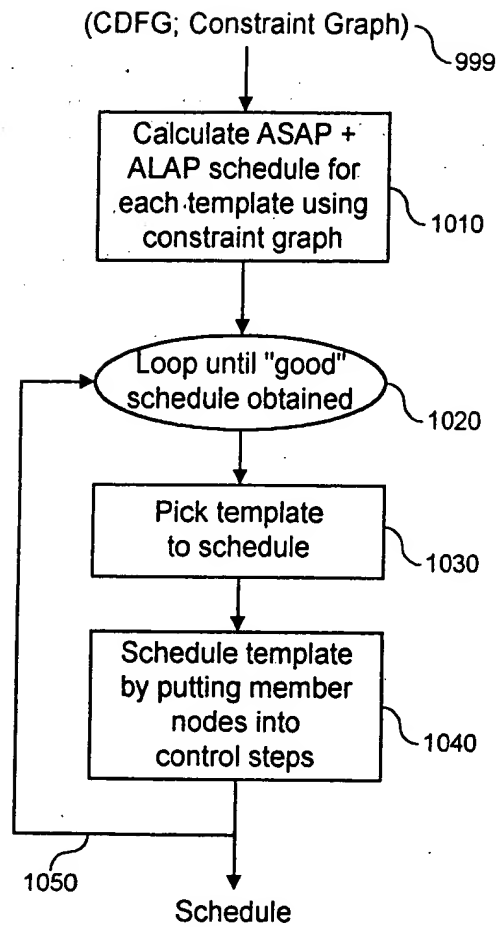 (CDFG; Constraint Graph)
999
Calculate ASAP +
ALAP schedule for
each template using
constraint graph
1010
Loop until "good"
schedule obtained
1020
Pick template
to schedule
1030
Schedule template
by putting member
nodes into
control steps
1040
1050
Schedule